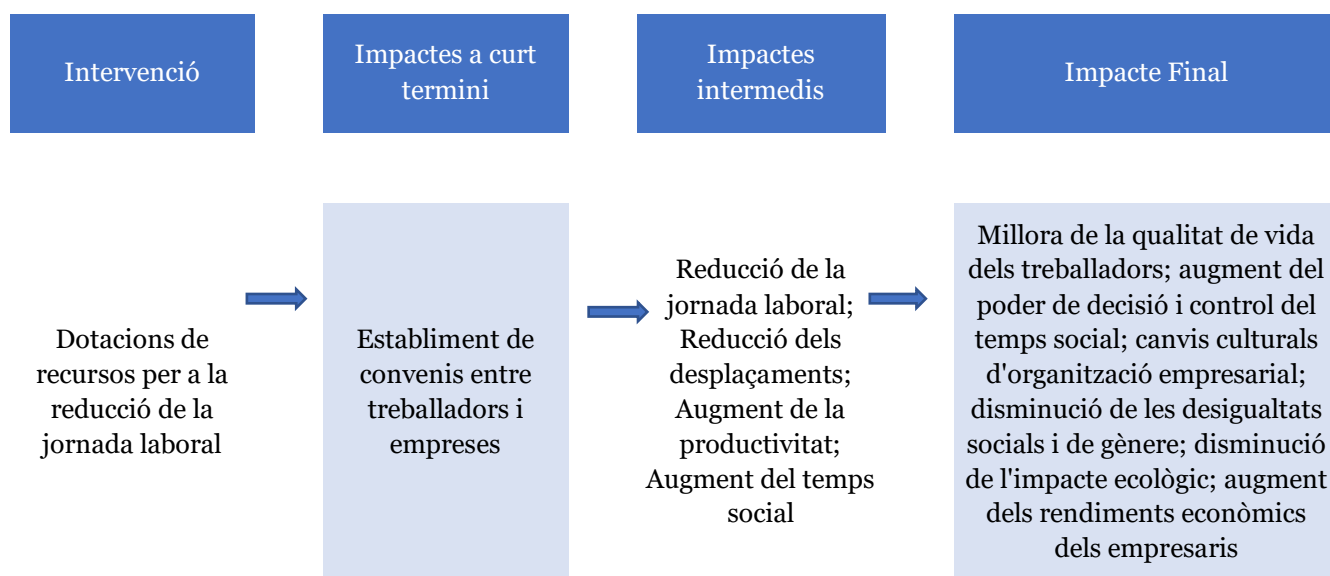 Intervenció
Impactes a curt
termini
Impactes
intermedis
Impacte Final
Dotacions de
recursos per a la
reducció de la
jornada laboral
Establiment de
convenis entre
treballadors i
empreses
Reducció de la
jornada laboral;
Reducció dels
desplaçaments;
Augment de la
productivitat;
Augment del temps
social
Millora de la qualitat de vida
dels treballadors; augment del
poder de decisió i control del
temps social; canvis culturals
d'organització empresarial;
disminució de les desigualtats
socials i de gènere; disminució
de l'impacte ecològic; augment
dels rendiments econòmics
dels empresaris